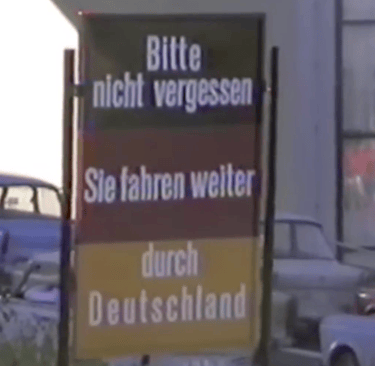 Bitte
nicht vergessen
Sie fahren weiter
durch
Deutschland